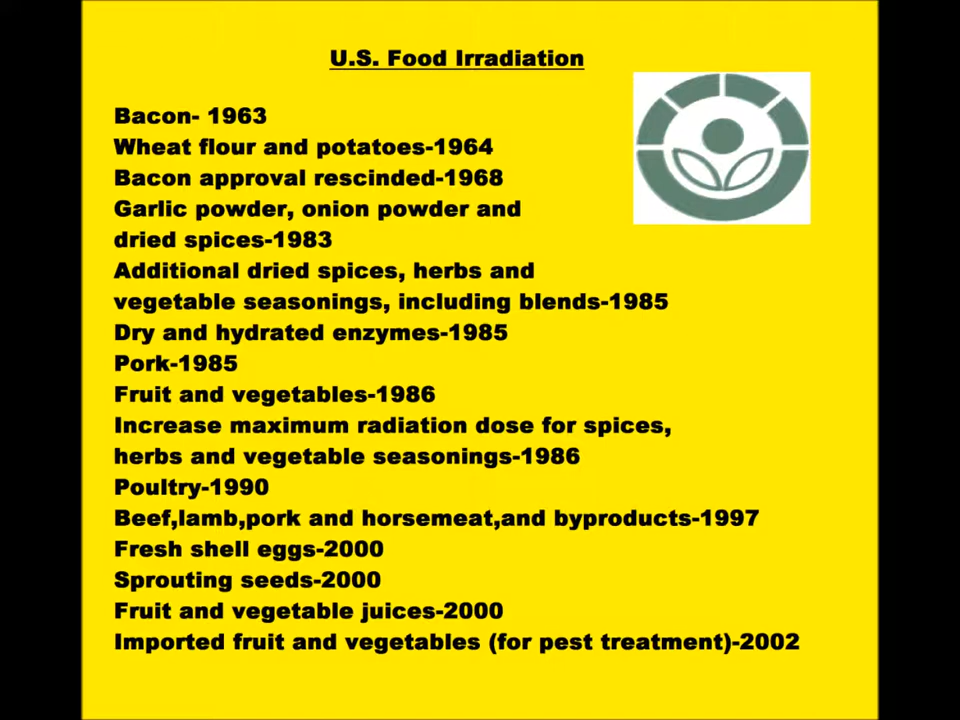 U.S. Food Irradiation
Bacon- 1963
Wheat flour and potatoes-1964
Bacon approval rescinded-1968
Garlic powder, onion powder and
dried spices-1983
Additional dried spices, herbs and
vegetable seasonings, including blends-1985
Dry and hydrated enzymes-1985
Pork-1985
Fruit and vegetables-1986
Increase maximum radiation dose for spices,
herbs and vegetable seasonings-1986
Poultry-1990
Beef,lamb,pork and horsemeat,and byproducts-1997
Fresh shell eggs-2000
Sprouting seeds-2000
Fruit and vegetable juices-2000
Imported fruit and vegetables (for pest treatment)-2002